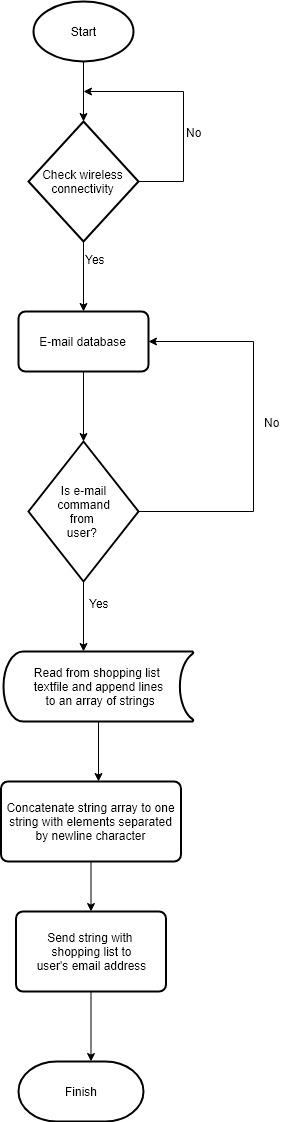 Start
No
Check wireless
connectivity
Yes
E-mail database
No
Is e-mail
command
from
user?
Yes
Read from shopping list
textfile and append lines
to an array of strings
Concatenate string array to one
string with elements separated
by newline character
Send string with
shopping list to
user's email address
Finish